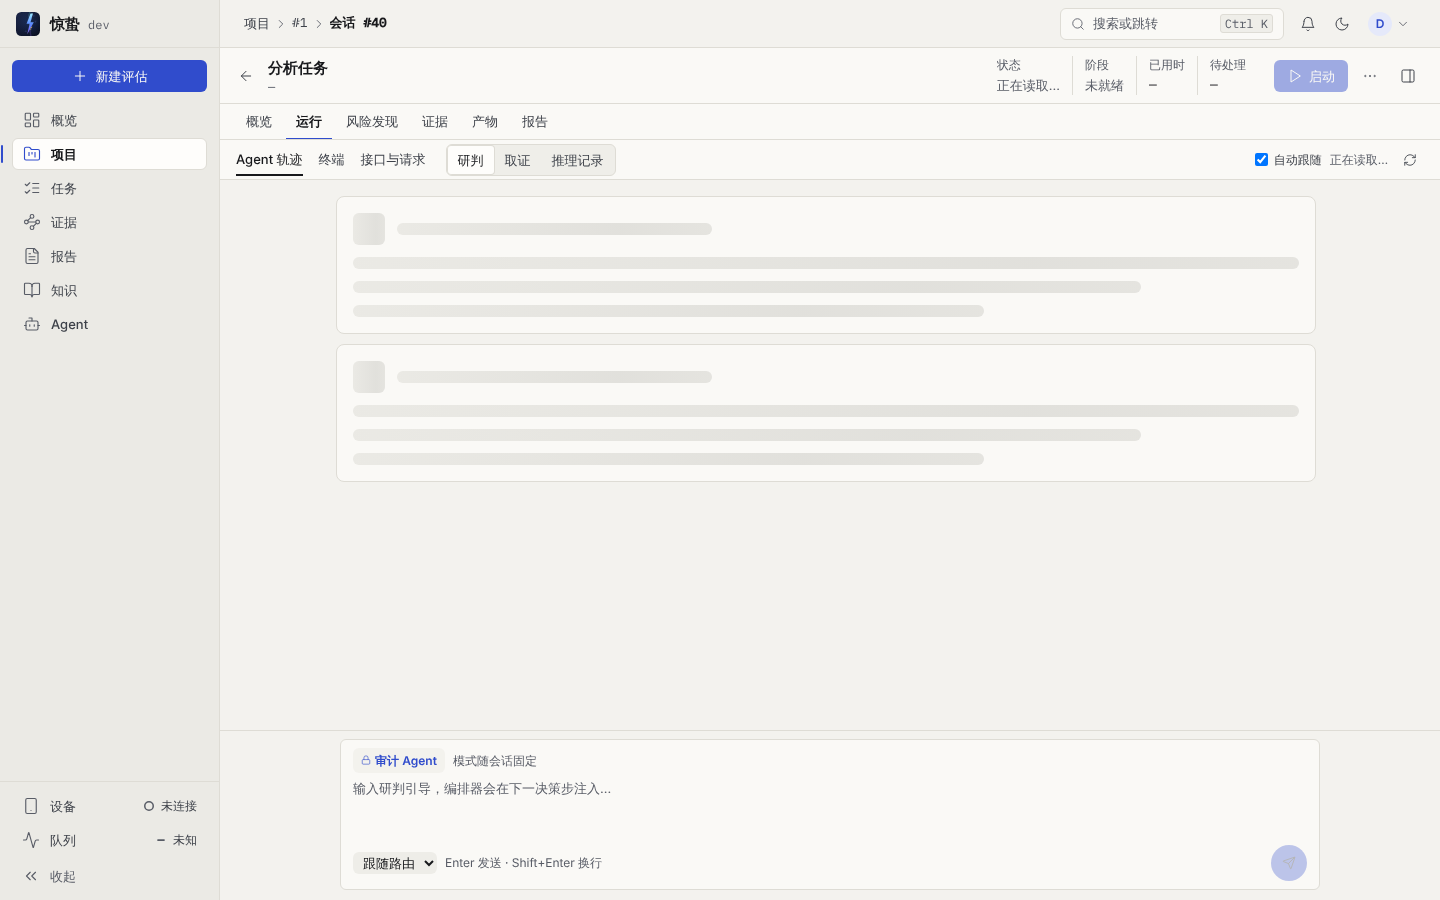 惊蛰 dev
项目 #1 会话 #40
搜索或跳转 Ctrl K
D
新建评估
概览
项目
任务
证据
报告
知识
Agent
分析任务
–
状态
正在读取...
阶段
未就绪
已用时
–
待处理
–
启动
概览 运行 风险发现 证据 产物 报告
Agent 轨迹 终端 接口与请求 研判 取证 推理记录
自动跟随 正在读取...
审计 Agent 模式随会话固定
输入研判引导，编排器会在下一决策步注入...
跟随路由 Enter 发送 · Shift+Enter 换行
设备 未连接
队列 – 未知
收起